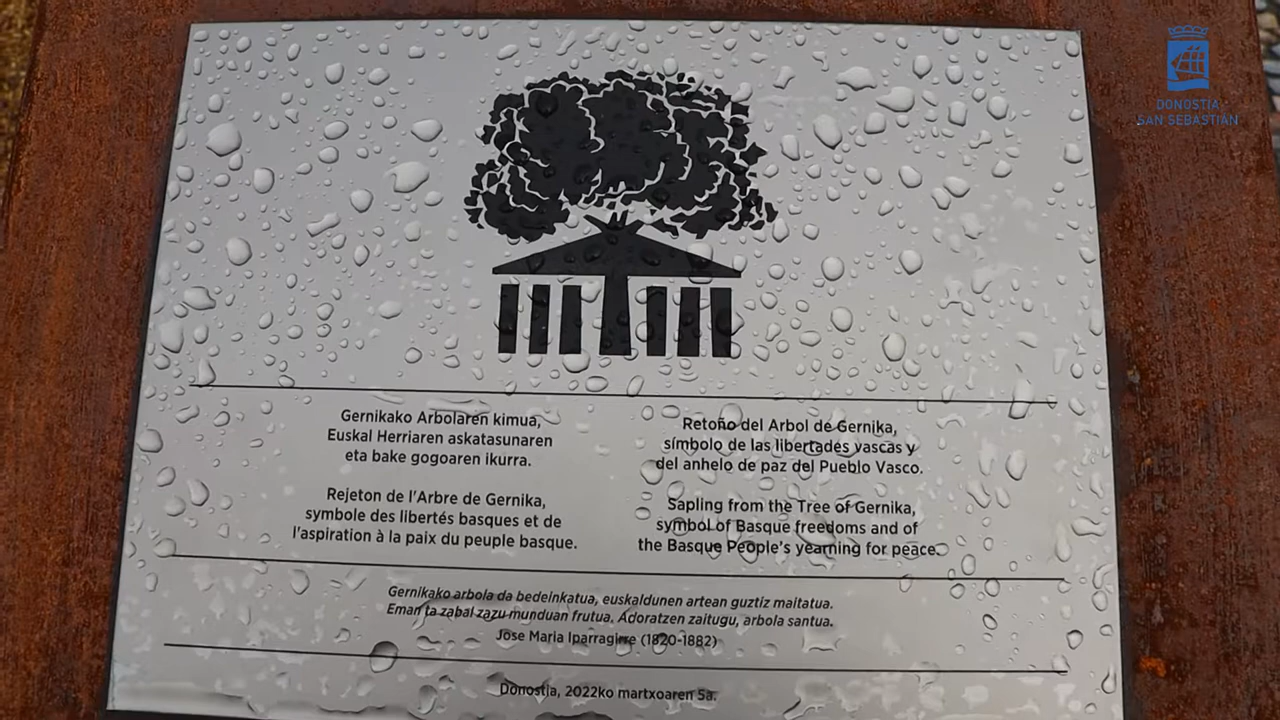 DONOSTIA
SAN SEBASTIÁN
Gernikako Arbolaren kimua,
Euskal Herriaren askatasunaren
eta bake gogoaren ikurra.
Retoño del Arbol de Gernika,
símbolo de las libertades vascas y
del anhelo de paz del Pueblo Vasco.
Rejeton de l'Arbre de Gernika,
symbole des libertés basques et de
l'aspiration à la paix du peuple basque.
Sapling from the Tree of Gernika,
symbol of Basque freedoms and of
the Basque People's yearning for peace.
Gernikako arbola da bedeinkatua, euskaldunen artean guztiz maitatua.
Eman ta zabal zazu munduan frutua. Adoratzen zaitugu, arbola santua.
Jose Maria Iparragirre (1820-1882)
Donostia, 2022ko martxoaren 5a.